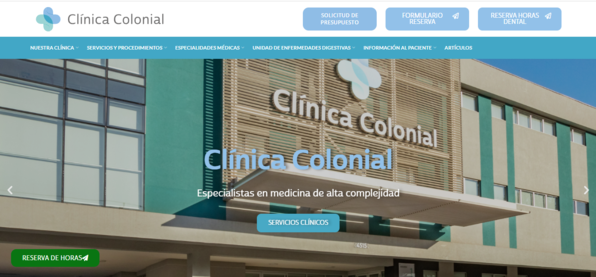 Clínica Colonial
SOLICITUD DE
PRESUPUESTO
FORMULARIO
RESERVA
RESERVA HORAS
DENTAL
NUESTRA CLÍNICA
SERVICIOS Y PROCEDIMIENTOS
ESPECIALIDADES MÉDICAS
UNIDAD DE ENFERMEDADES DIGESTIVAS
INFORMACIÓN AL PACIENTE
ARTÍCULOS
Clínica Colonial
Clínica Colonial
Especialistas en medicina de alta complejidad
SERVICIOS CLÍNICOS
RESERVA DE HORAS